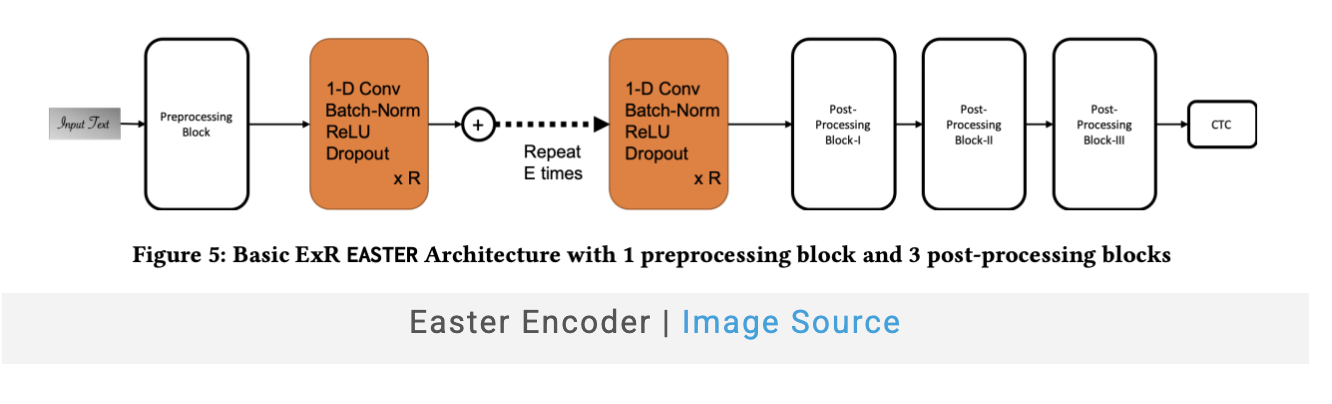 Input Text
Preprocessing
Block
1-D Conv
Batch-Norm
ReLU
Dropout
x R
+
Repeat
E times
1-D Conv
Batch-Norm
ReLU
Dropout
x R
Post-
Processing
Block-I
Post-
Processing
Block-II
Post-
Processing
Block-III
CTC
Figure 5: Basic ExR EASTER Architecture with 1 preprocessing block and 3 post-processing blocks
Easter Encoder | Image Source